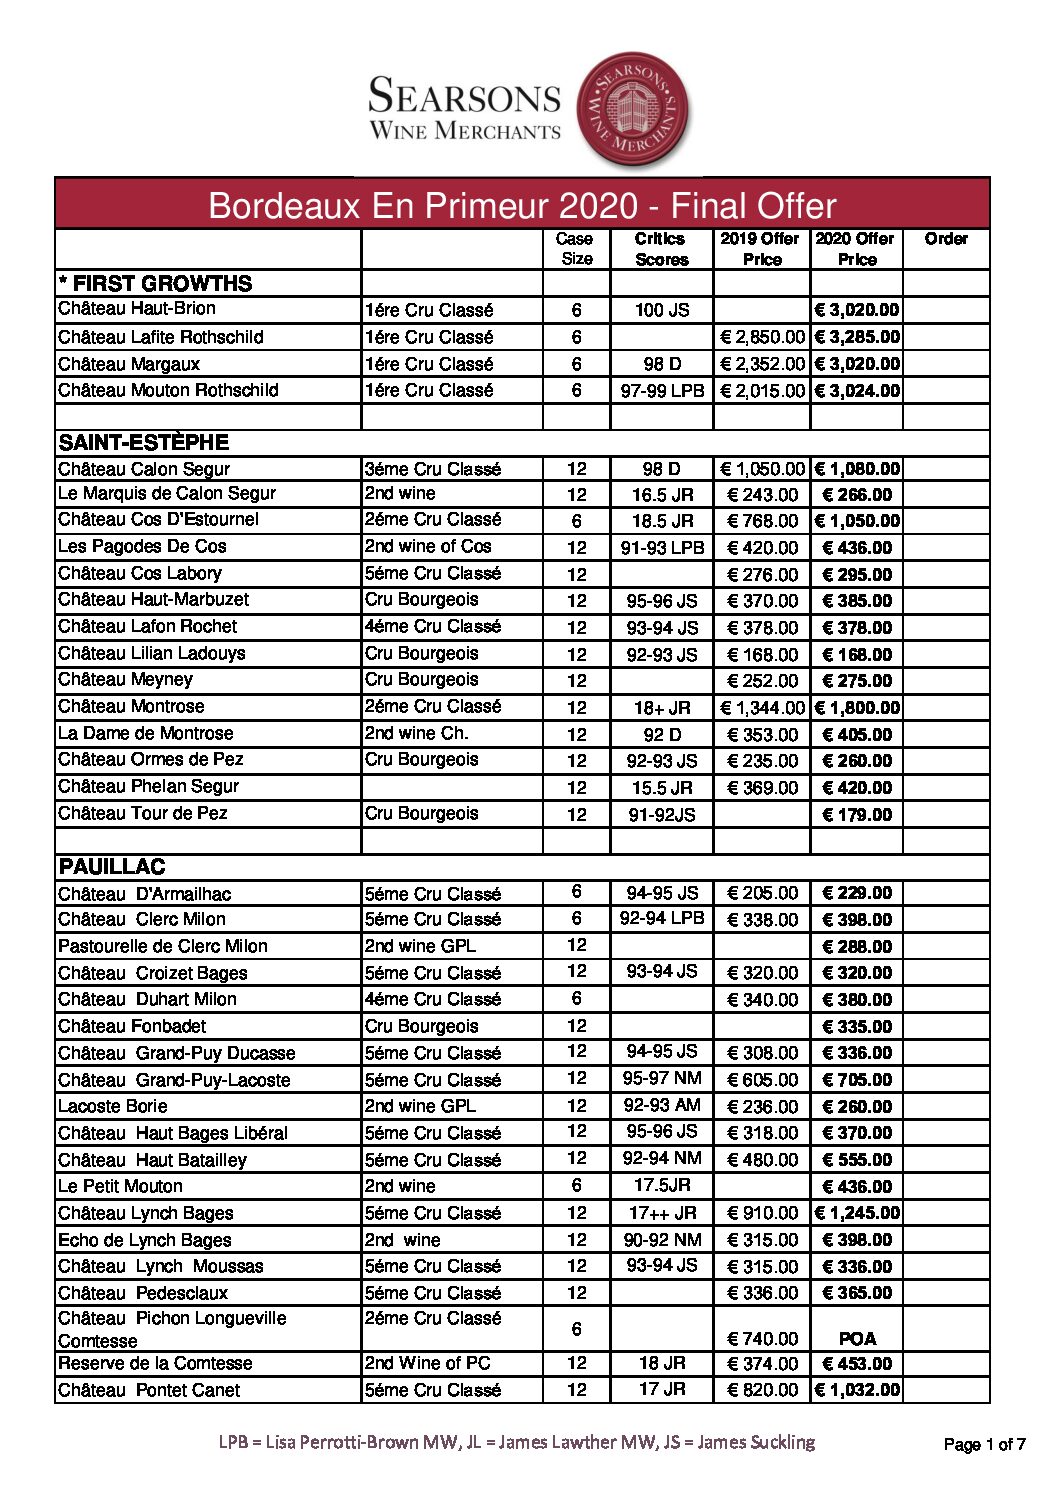 SEARSONS
WINE MERCHANTS
SEARSONS WINE MERCHANTS
Bordeaux En Primeur 2020 - Final Offer
Case Size Critics Scores 2019 Offer Price 2020 Offer Price Order
* FIRST GROWTHS
Château Haut-Brion 1ére Cru Classé 6 100 JS € 3,020.00
Château Lafite Rothschild 1ére Cru Classé 6 € 2,850.00 € 3,285.00
Château Margaux 1ére Cru Classé 6 98 D € 2,352.00 € 3,020.00
Château Mouton Rothschild 1ére Cru Classé 6 97-99 LPB € 2,015.00 € 3,024.00
SAINT-ESTÈPHE
Château Calon Segur 3éme Cru Classé 12 98 D € 1,050.00 € 1,080.00
Le Marquis de Calon Segur 2nd wine 12 16.5 JR € 243.00 € 266.00
Château Cos D'Estournel 2éme Cru Classé 6 18.5 JR € 768.00 € 1,050.00
Les Pagodes De Cos 2nd wine of Cos 12 91-93 LPB € 420.00 € 436.00
Château Cos Labory 5éme Cru Classé 12 € 276.00 € 295.00
Château Haut-Marbuzet Cru Bourgeois 12 95-96 JS € 370.00 € 385.00
Château Lafon Rochet 4éme Cru Classé 12 93-94 JS € 378.00 € 378.00
Château Lilian Ladouys Cru Bourgeois 12 92-93 JS € 168.00 € 168.00
Château Meyney Cru Bourgeois 12 € 252.00 € 275.00
Château Montrose 2éme Cru Classé 12 18+ JR € 1,344.00 € 1,800.00
La Dame de Montrose 2nd wine Ch. 12 92 D € 353.00 € 405.00
Château Ormes de Pez Cru Bourgeois 12 92-93 JS € 235.00 € 260.00
Château Phelan Segur 12 15.5 JR € 369.00 € 420.00
Château Tour de Pez Cru Bourgeois 12 91-92JS € 179.00
PAUILLAC
Château D'Armailhac 5éme Cru Classé 6 94-95 JS € 205.00 € 229.00
Château Clerc Milon 5éme Cru Classé 6 92-94 LPB € 338.00 € 398.00
Pastourelle de Clerc Milon 2nd wine GPL 12 € 288.00
Château Croizet Bages 5éme Cru Classé 12 93-94 JS € 320.00 € 320.00
Château Duhart Milon 4éme Cru Classé 6 € 340.00 € 380.00
Château Fonbadet Cru Bourgeois 12 € 335.00
Château Grand-Puy Ducasse 5éme Cru Classé 12 94-95 JS € 308.00 € 336.00
Château Grand-Puy-Lacoste 5éme Cru Classé 12 95-97 NM € 605.00 € 705.00
Lacoste Borie 2nd wine GPL 12 92-93 AM € 236.00 € 260.00
Château Haut Bages Libéral 5éme Cru Classé 12 95-96 JS € 318.00 € 370.00
Château Haut Batailley 5éme Cru Classé 12 92-94 NM € 480.00 € 555.00
Le Petit Mouton 2nd wine 6 17.5JR € 436.00
Château Lynch Bages 5éme Cru Classé 12 17++ JR € 910.00 € 1,245.00
Echo de Lynch Bages 2nd wine 12 90-92 NM € 315.00 € 398.00
Château Lynch Moussas 5éme Cru Classé 12 93-94 JS € 315.00 € 336.00
Château Pedesclaux 5éme Cru Classé 12 € 336.00 € 365.00
Château Pichon Longueville Comtesse 2éme Cru Classé 6 € 740.00 POA
Reserve de la Comtesse 2nd Wine of PC 12 18 JR € 374.00 € 453.00
Château Pontet Canet 5éme Cru Classé 12 17 JR € 820.00 € 1,032.00
LPB = Lisa Perrotti-Brown MW, JL = James Lawther MW, JS = James Suckling
Page 1 of 7